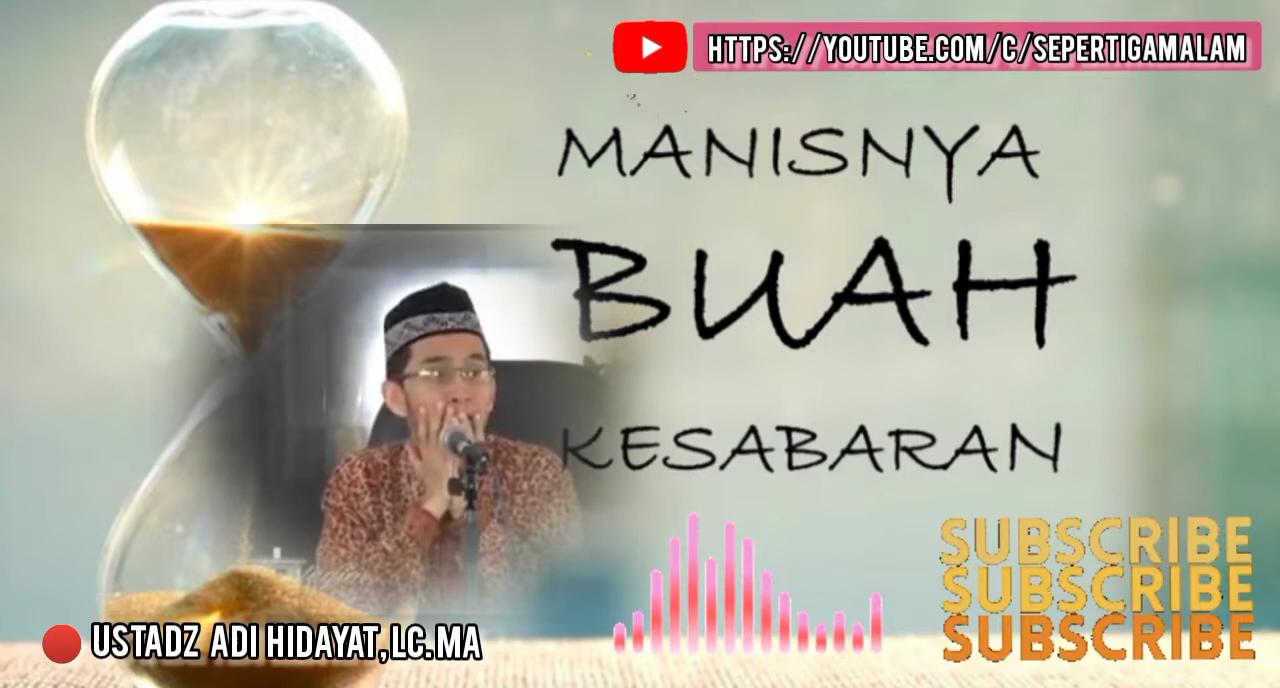 HTTPS://YOUTUBE.COM/C/SEPERTIGAMALAM
MANISNYA
BUAH
KESABARAN
SUBSCRIBE
SUBSCRIBE
SUBSCRIBE
USTADZ ADI HIDAYAT,LC.MA